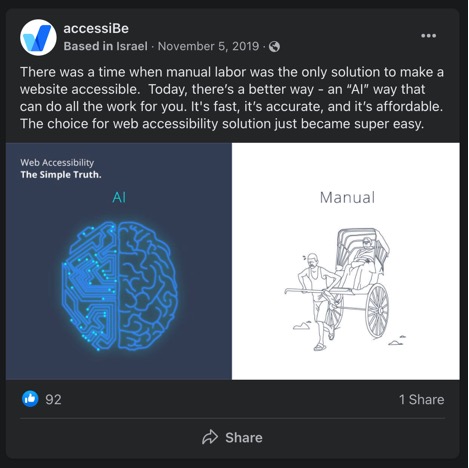 accessiBe
Based in Israel · November 5, 2019 ·
There was a time when manual labor was the only solution to make a
website accessible.  Today, there’s a better way - an “AI” way that
can do all the work for you. It's fast, it’s accurate, and it’s affordable.
The choice for web accessibility solution just became super easy.
Web Accessibility
The Simple Truth.
AI
Manual
92
1 Share
Share